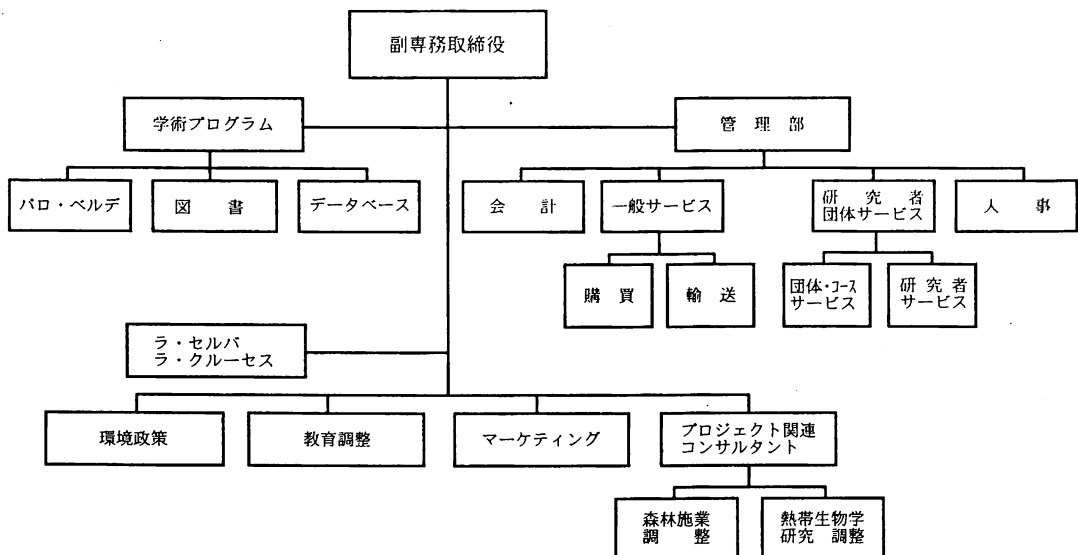 副専務取締役
学術プログラム
管理部
パロ・ベルデ
図書
データベース
会計
一般サービス
研究者
団体サービス
人事
購買
輸送
団体・コース
サービス
研究者
サービス
ラ・セルバ
ラ・クルーセス
環境政策
教育調整
マーケティング
プロジェクト関連
コンサルタント
森林施業
調整
熱帯生物学
研究 調整